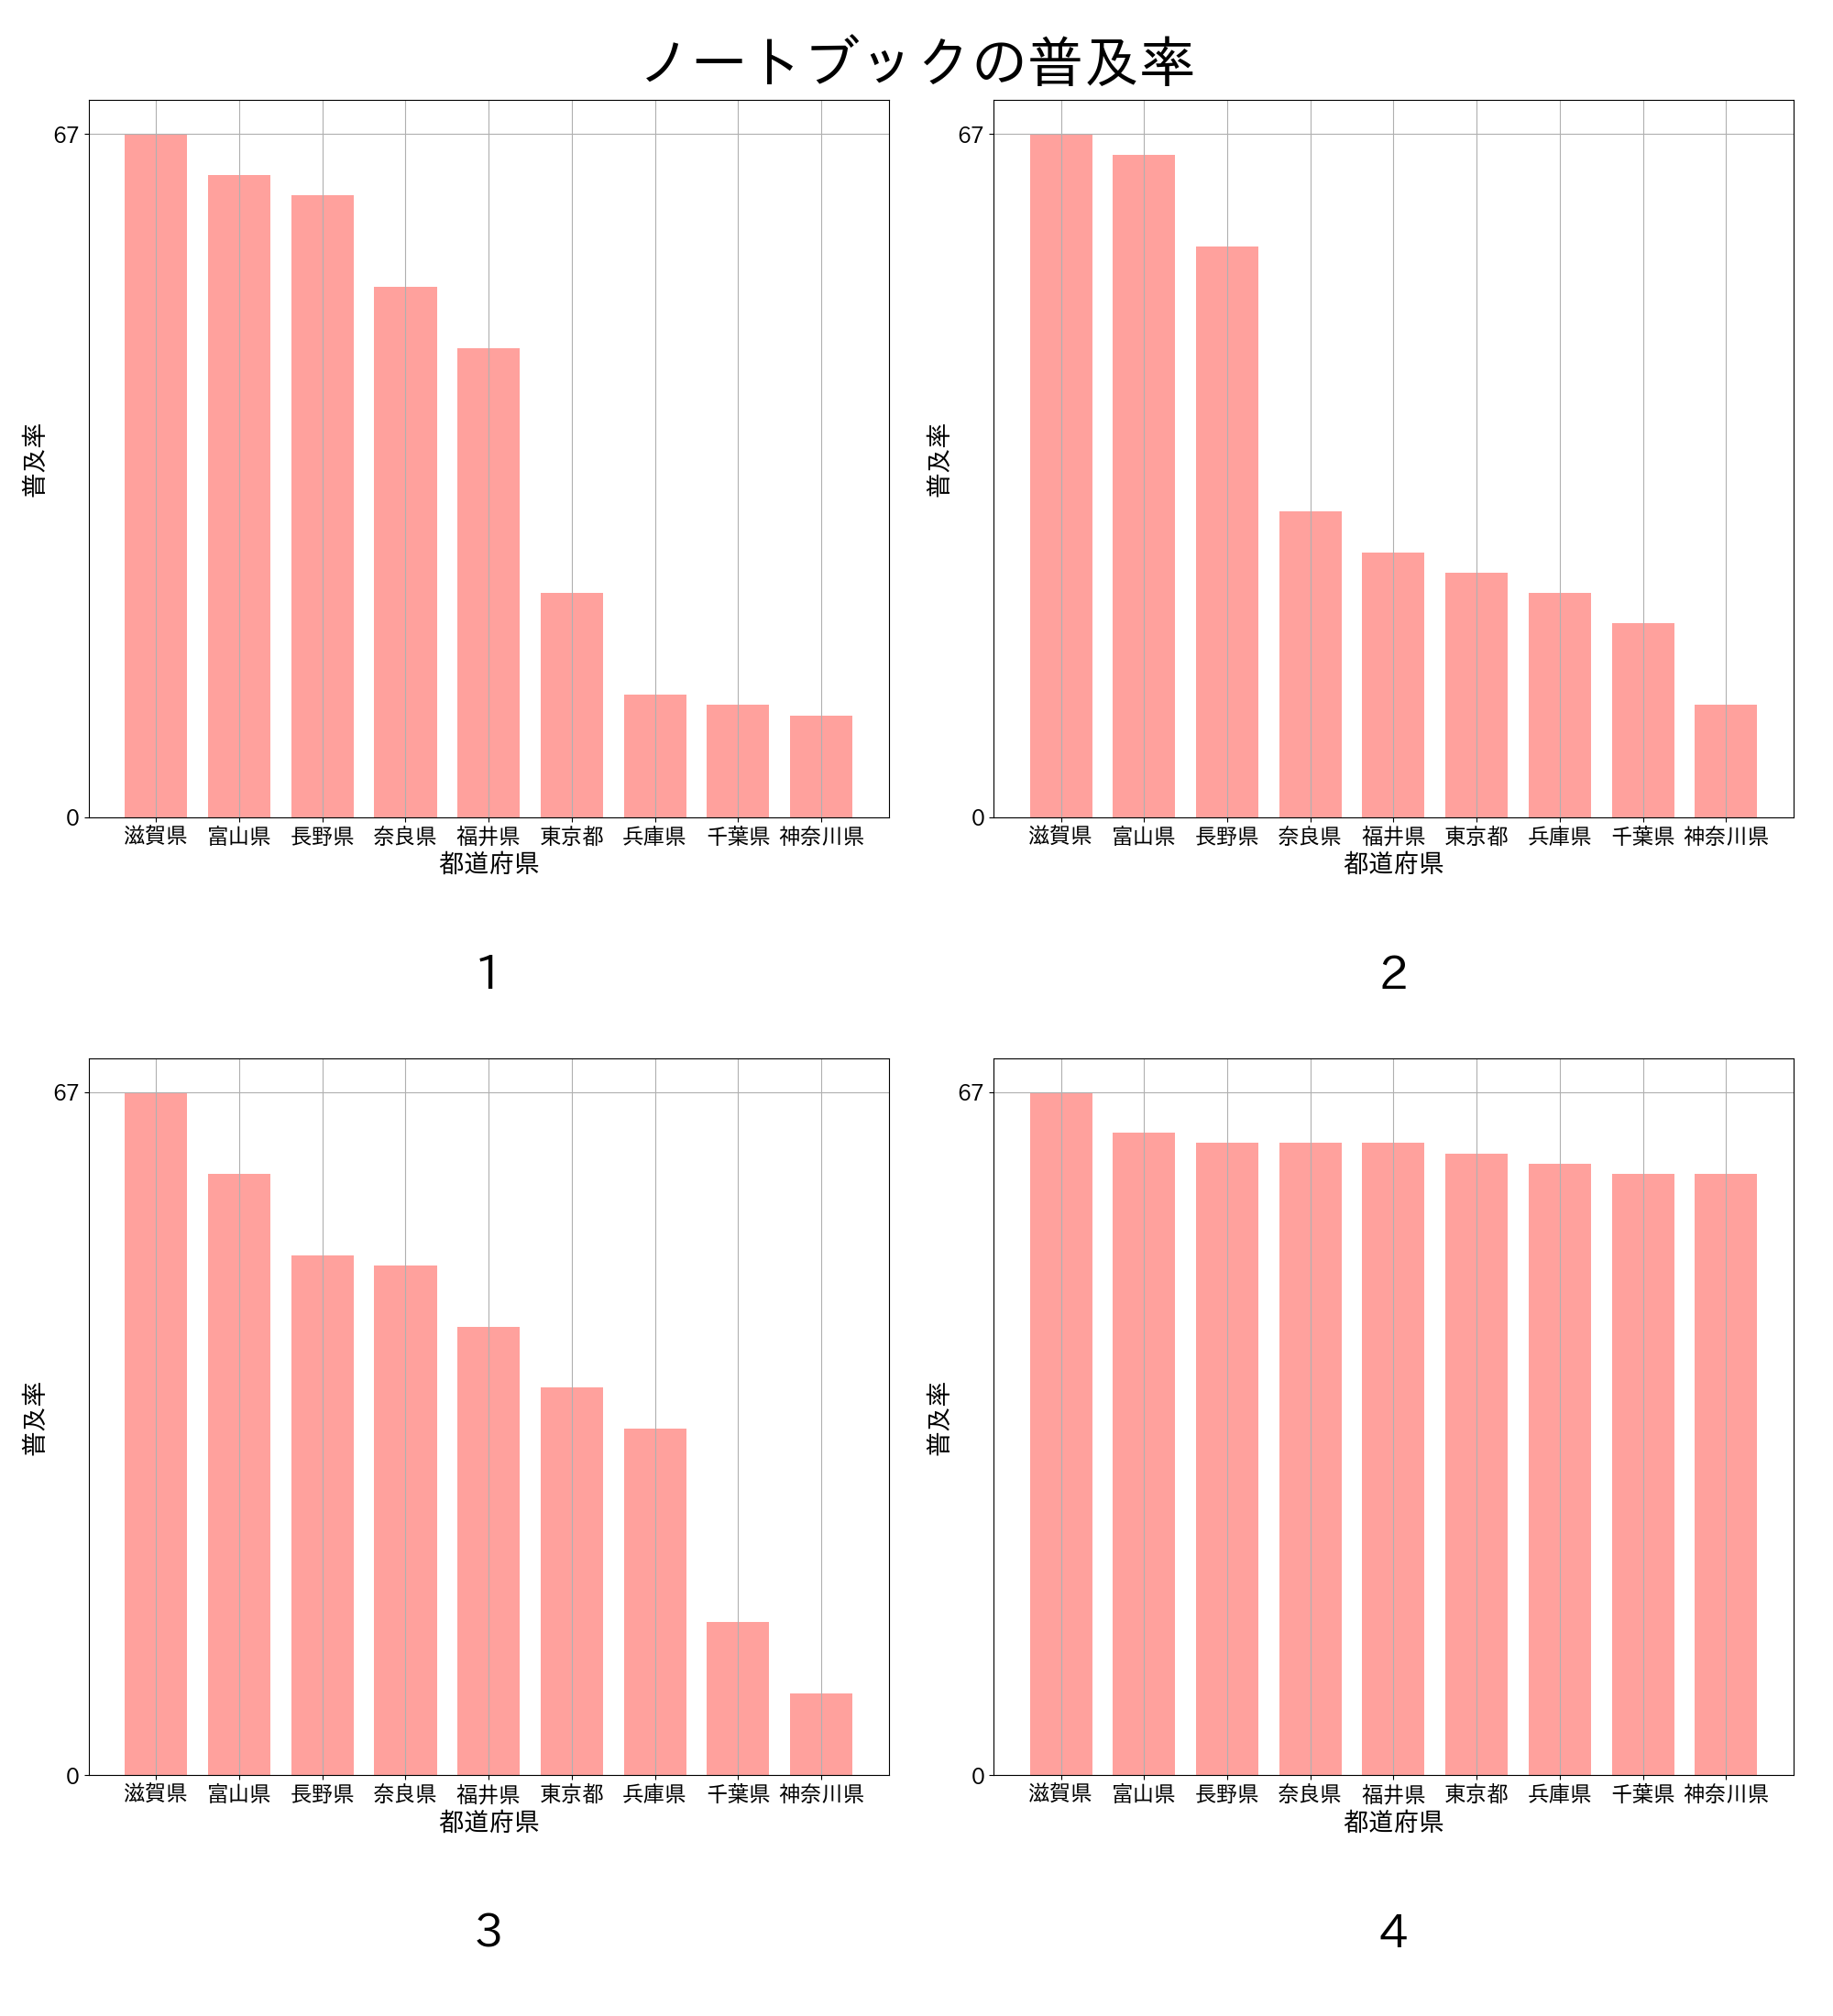 ノートブックの普及率
67
0
普及率
滋賀県 富山県 長野県 奈良県 福井県 東京都 兵庫県 千葉県 神奈川県
都道府県
1
67
0
普及率
滋賀県 富山県 長野県 奈良県 福井県 東京都 兵庫県 千葉県 神奈川県
都道府県
2
67
0
普及率
滋賀県 富山県 長野県 奈良県 福井県 東京都 兵庫県 千葉県 神奈川県
都道府県
3
67
0
普及率
滋賀県 富山県 長野県 奈良県 福井県 東京都 兵庫県 千葉県 神奈川県
都道府県
4